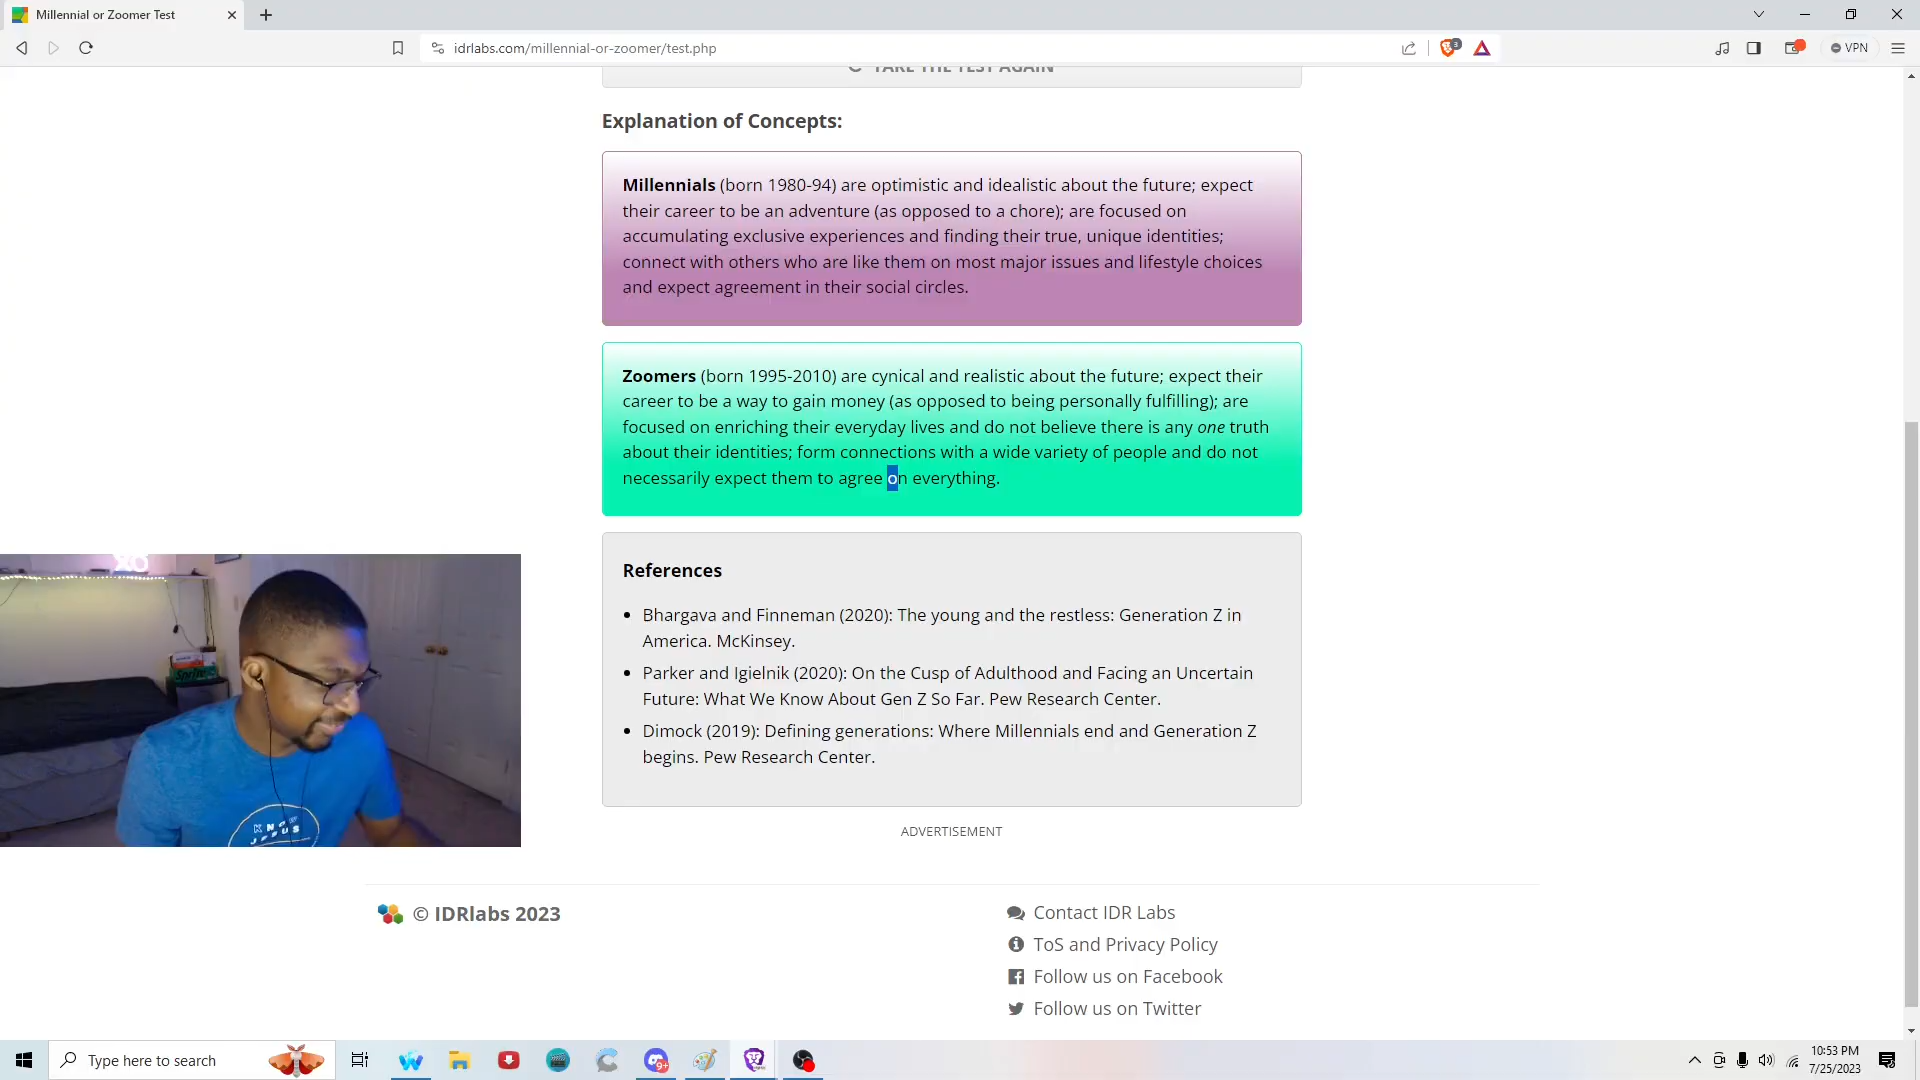 Millennial or Zoomer Test
idrlabs.com/millennial-or-zoomer/test.php
3
VPN
TAKE THE TEST AGAIN
Explanation of Concepts:
Millennials (born 1980-94) are optimistic and idealistic about the future; expect
their career to be an adventure (as opposed to a chore); are focused on
accumulating exclusive experiences and finding their true, unique identities;
connect with others who are like them on most major issues and lifestyle choices
and expect agreement in their social circles.
Zoomers (born 1995-2010) are cynical and realistic about the future; expect their
career to be a way to gain money (as opposed to being personally fulfilling); are
focused on enriching their everyday lives and do not believe there is any one truth
about their identities; form connections with a wide variety of people and do not
necessarily expect them to agree on everything.
References
Bhargava and Finneman (2020): The young and the restless: Generation Z in
America. McKinsey.
Parker and Igielnik (2020): On the Cusp of Adulthood and Facing an Uncertain
Future: What We Know About Gen Z So Far. Pew Research Center.
Dimock (2019): Defining generations: Where Millennials end and Generation Z
begins. Pew Research Center.
XO
Sprite
KNOW
JESUS
ADVERTISEMENT
© IDRlabs 2023
Contact IDR Labs
ToS and Privacy Policy
Follow us on Facebook
Follow us on Twitter
Type here to search
9+
10:53 PM
7/25/2023